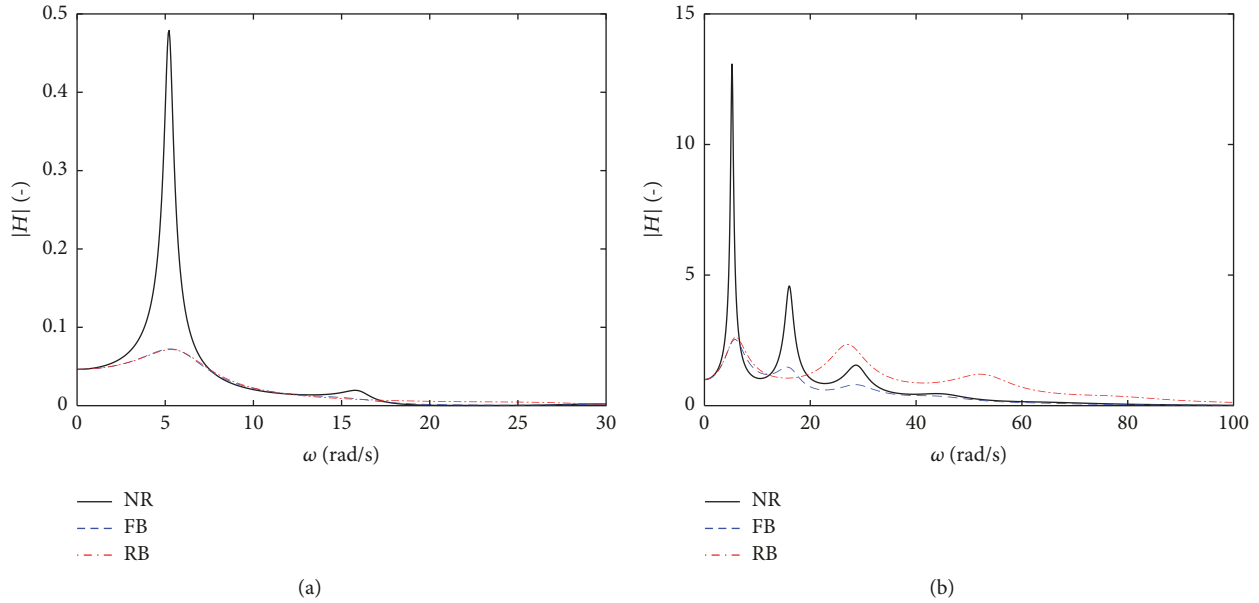 0.5
0.4
0.3
0.2
0.1
0
|H| (-)
0 5 10 15 20 25 30
ω (rad/s)
NR
FB
RB
(a)
15
10
5
0
|H| (-)
0 20 40 60 80 100
ω (rad/s)
NR
FB
RB
(b)